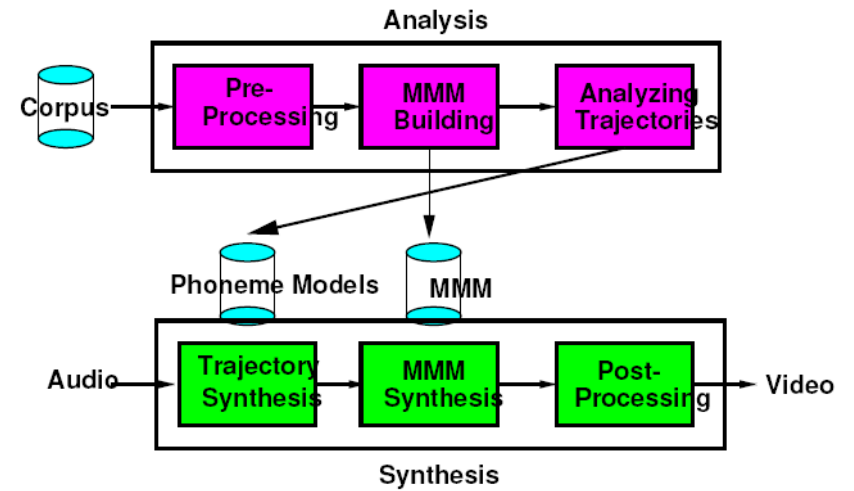 Analysis
Corpus
Pre-
Processing
MMM
Building
Analyzing
Trajectories
Phoneme Models
MMM
Audio
Trajectory
Synthesis
MMM
Synthesis
Post-
Processing
Video
Synthesis